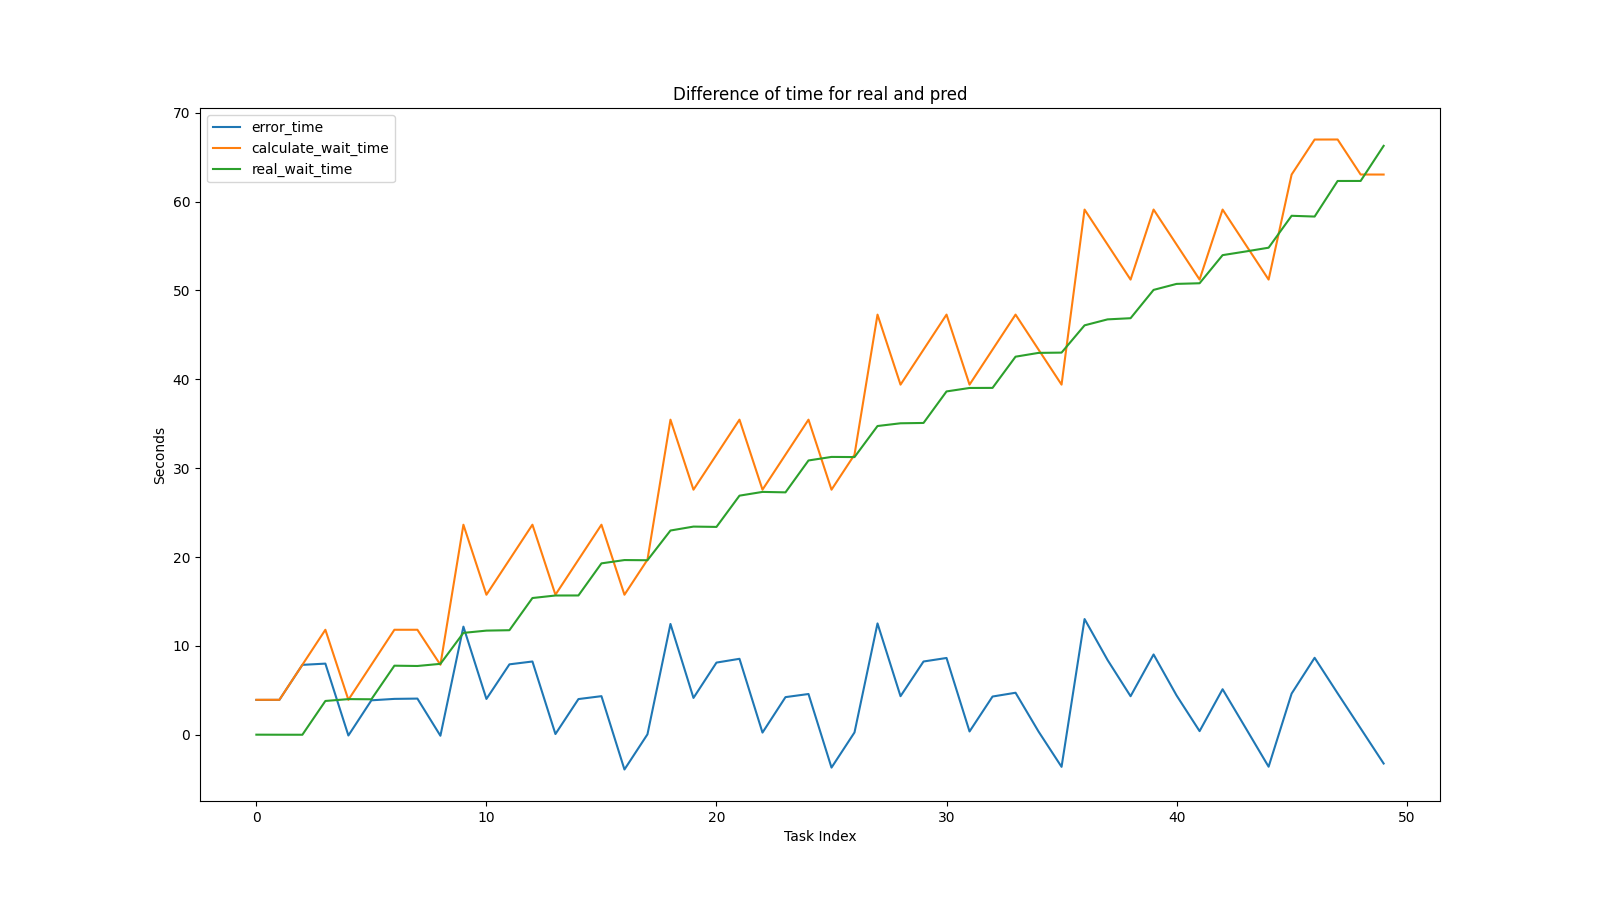 Difference of time for real and pred
error_time
calculate_wait_time
real_wait_time
70
60
50
40
30
20
10
0
Seconds
0 10 20 30 40 50
Task Index